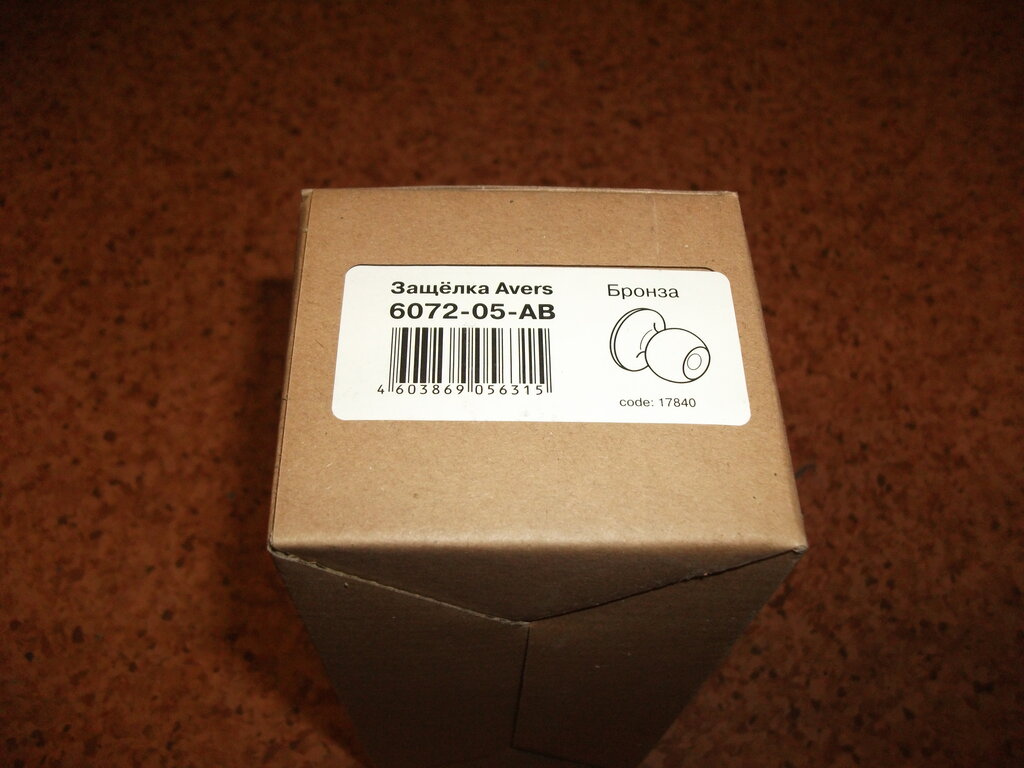 Защёлка Avers
6072-05-AB
4 603869 056315
Бронза
code: 17840